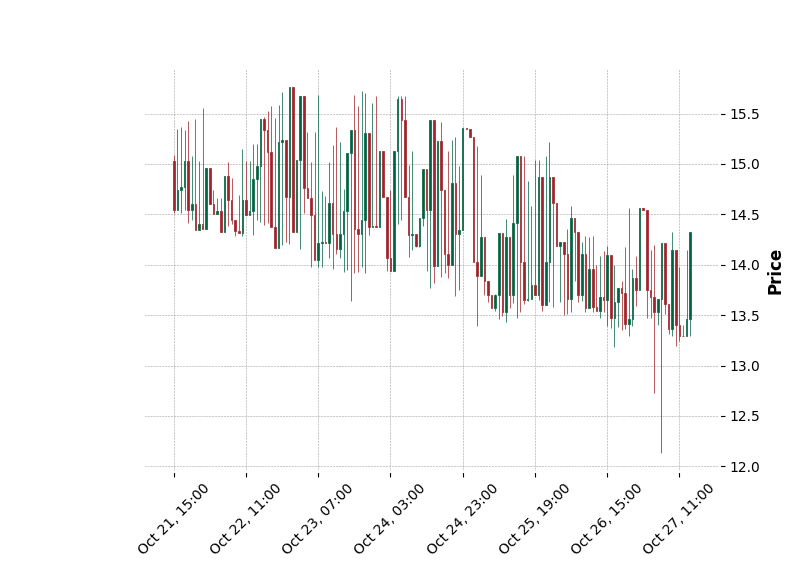 15.5
15.0
14.5
14.0
13.5
13.0
12.5
12.0
Price
Oct 21, 15:00
Oct 22, 11:00
Oct 23, 07:00
Oct 24, 03:00
Oct 24, 23:00
Oct 25, 19:00
Oct 26, 15:00
Oct 27, 11:00